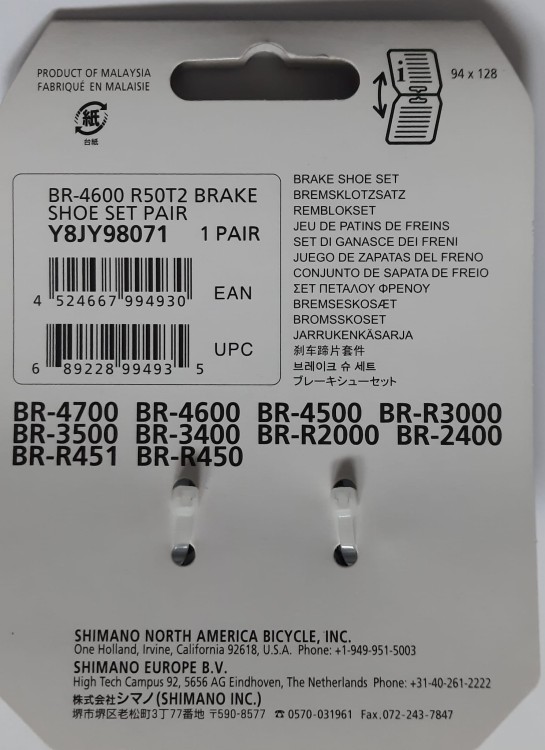 PRODUCT OF MALAYSIA
FABRIQUÉ EN MALAISIE
紙
台紙
i
94 x 128
BR-4600 R50T2 BRAKE
SHOE SET PAIR
Y8JY98071 1 PAIR
4 524667 994930 EAN
6 89228 99493 5 UPC
BRAKE SHOE SET
BREMSKLOTZSATZ
REMBLOKSET
JEU DE PATINS DE FREINS
SET DI GANASCE DEI FRENI
JUEGO DE ZAPATAS DEL FRENO
CONJUNTO DE SAPATA DE FREIO
ΣΕΤ ΠΕΤΑΛΟΥ ΦΡΕΝΟΥ
BREMSESKOSÆT
BROMSSKOSET
JARRUKENKÄSARJA
刹车蹄片套件
브레이크 슈 세트
ブレーキシューセット
BR-4700 BR-4600 BR-4500 BR-R3000
BR-3500 BR-3400 BR-R2000 BR-2400
BR-R451 BR-R450
SHIMANO NORTH AMERICA BICYCLE, INC.
One Holland, Irvine, California 92618, U.S.A. Phone: +1-949-951-5003
SHIMANO EUROPE B.V.
High Tech Campus 92, 5656 AG Eindhoven, The Netherlands Phone: +31-40-261-2222
株式会社シマノ(SHIMANO INC.)
堺市堺区老松町3丁77番地 〒590-8577 ☎0570-031961 Fax.072-243-7847